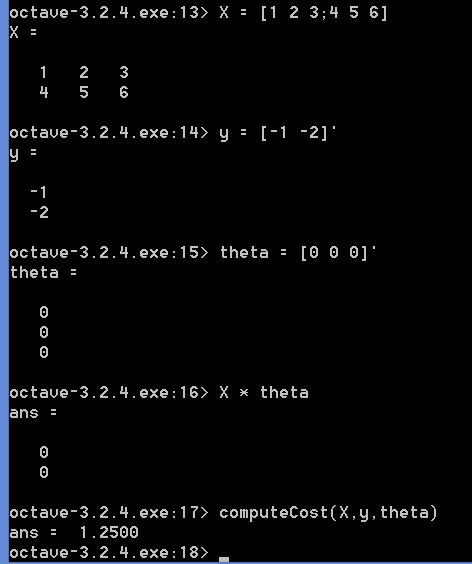 octave-3.2.4.exe:13> X = [1 2 3;4 5 6]
X =
1 2 3
4 5 6
octave-3.2.4.exe:14> y = [-1 -2]'
y =
-1
-2
octave-3.2.4.exe:15> theta = [0 0 0]'
theta =
0
0
0
octave-3.2.4.exe:16> X * theta
ans =
0
0
octave-3.2.4.exe:17> computeCost(X,y,theta)
ans = 1.2500
octave-3.2.4.exe:18> _